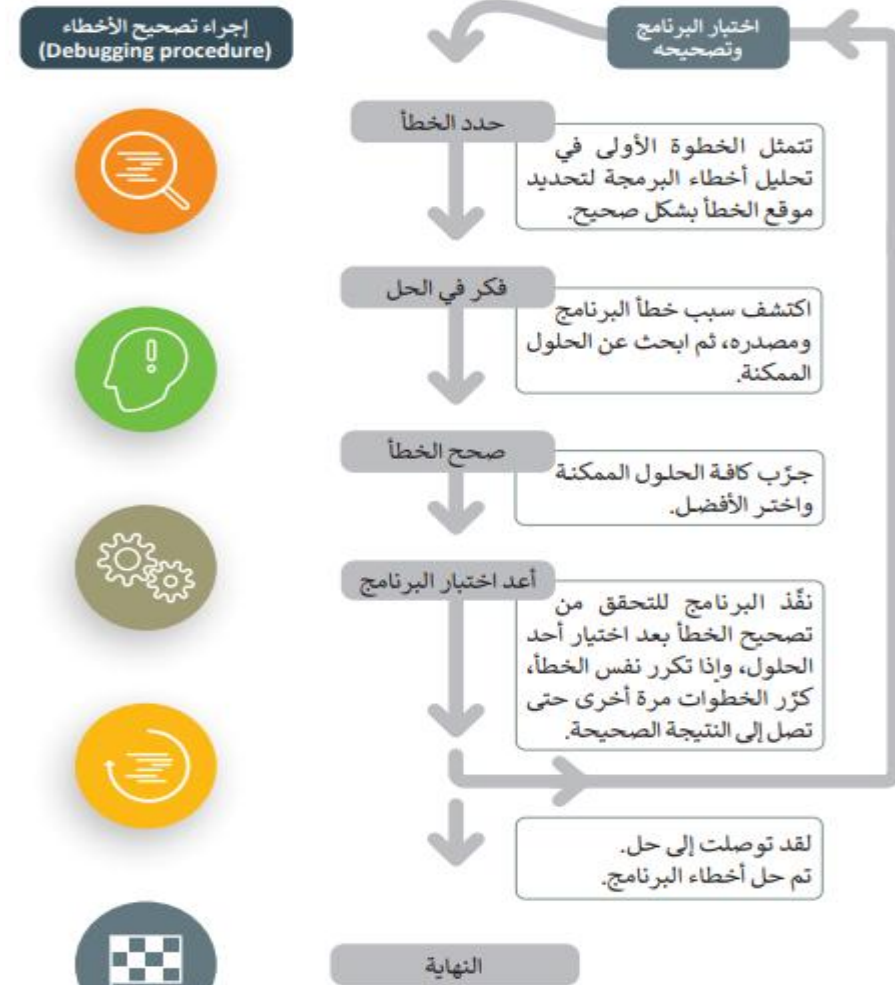 اختبار البرنامج
وتصحيحه
إجراء تصحيح الأخطاء
(Debugging procedure)
حدد الخطأ
تتمثل الخطوة الأولى في
تحليل أخطاء البرمجة لتحديد
موقع الخطأ بشكل صحيح.
فكر في الحل
اكتشف سبب خطأ البرنامج
ومصدره، ثم ابحث عن الحلول
الممكنة.
صحح الخطأ
جرّب كافة الحلول الممكنة
واختر الأفضل.
أعد اختبار البرنامج
نفّذ البرنامج للتحقق من
تصحيح الخطأ بعد اختيار أحد
الحلول، وإذا تكرر نفس الخطأ،
كرّر الخطوات مرة أخرى حتى
تصل إلى النتيجة الصحيحة.
لقد توصلت إلى حل.
تم حل أخطاء البرنامج.
النهاية